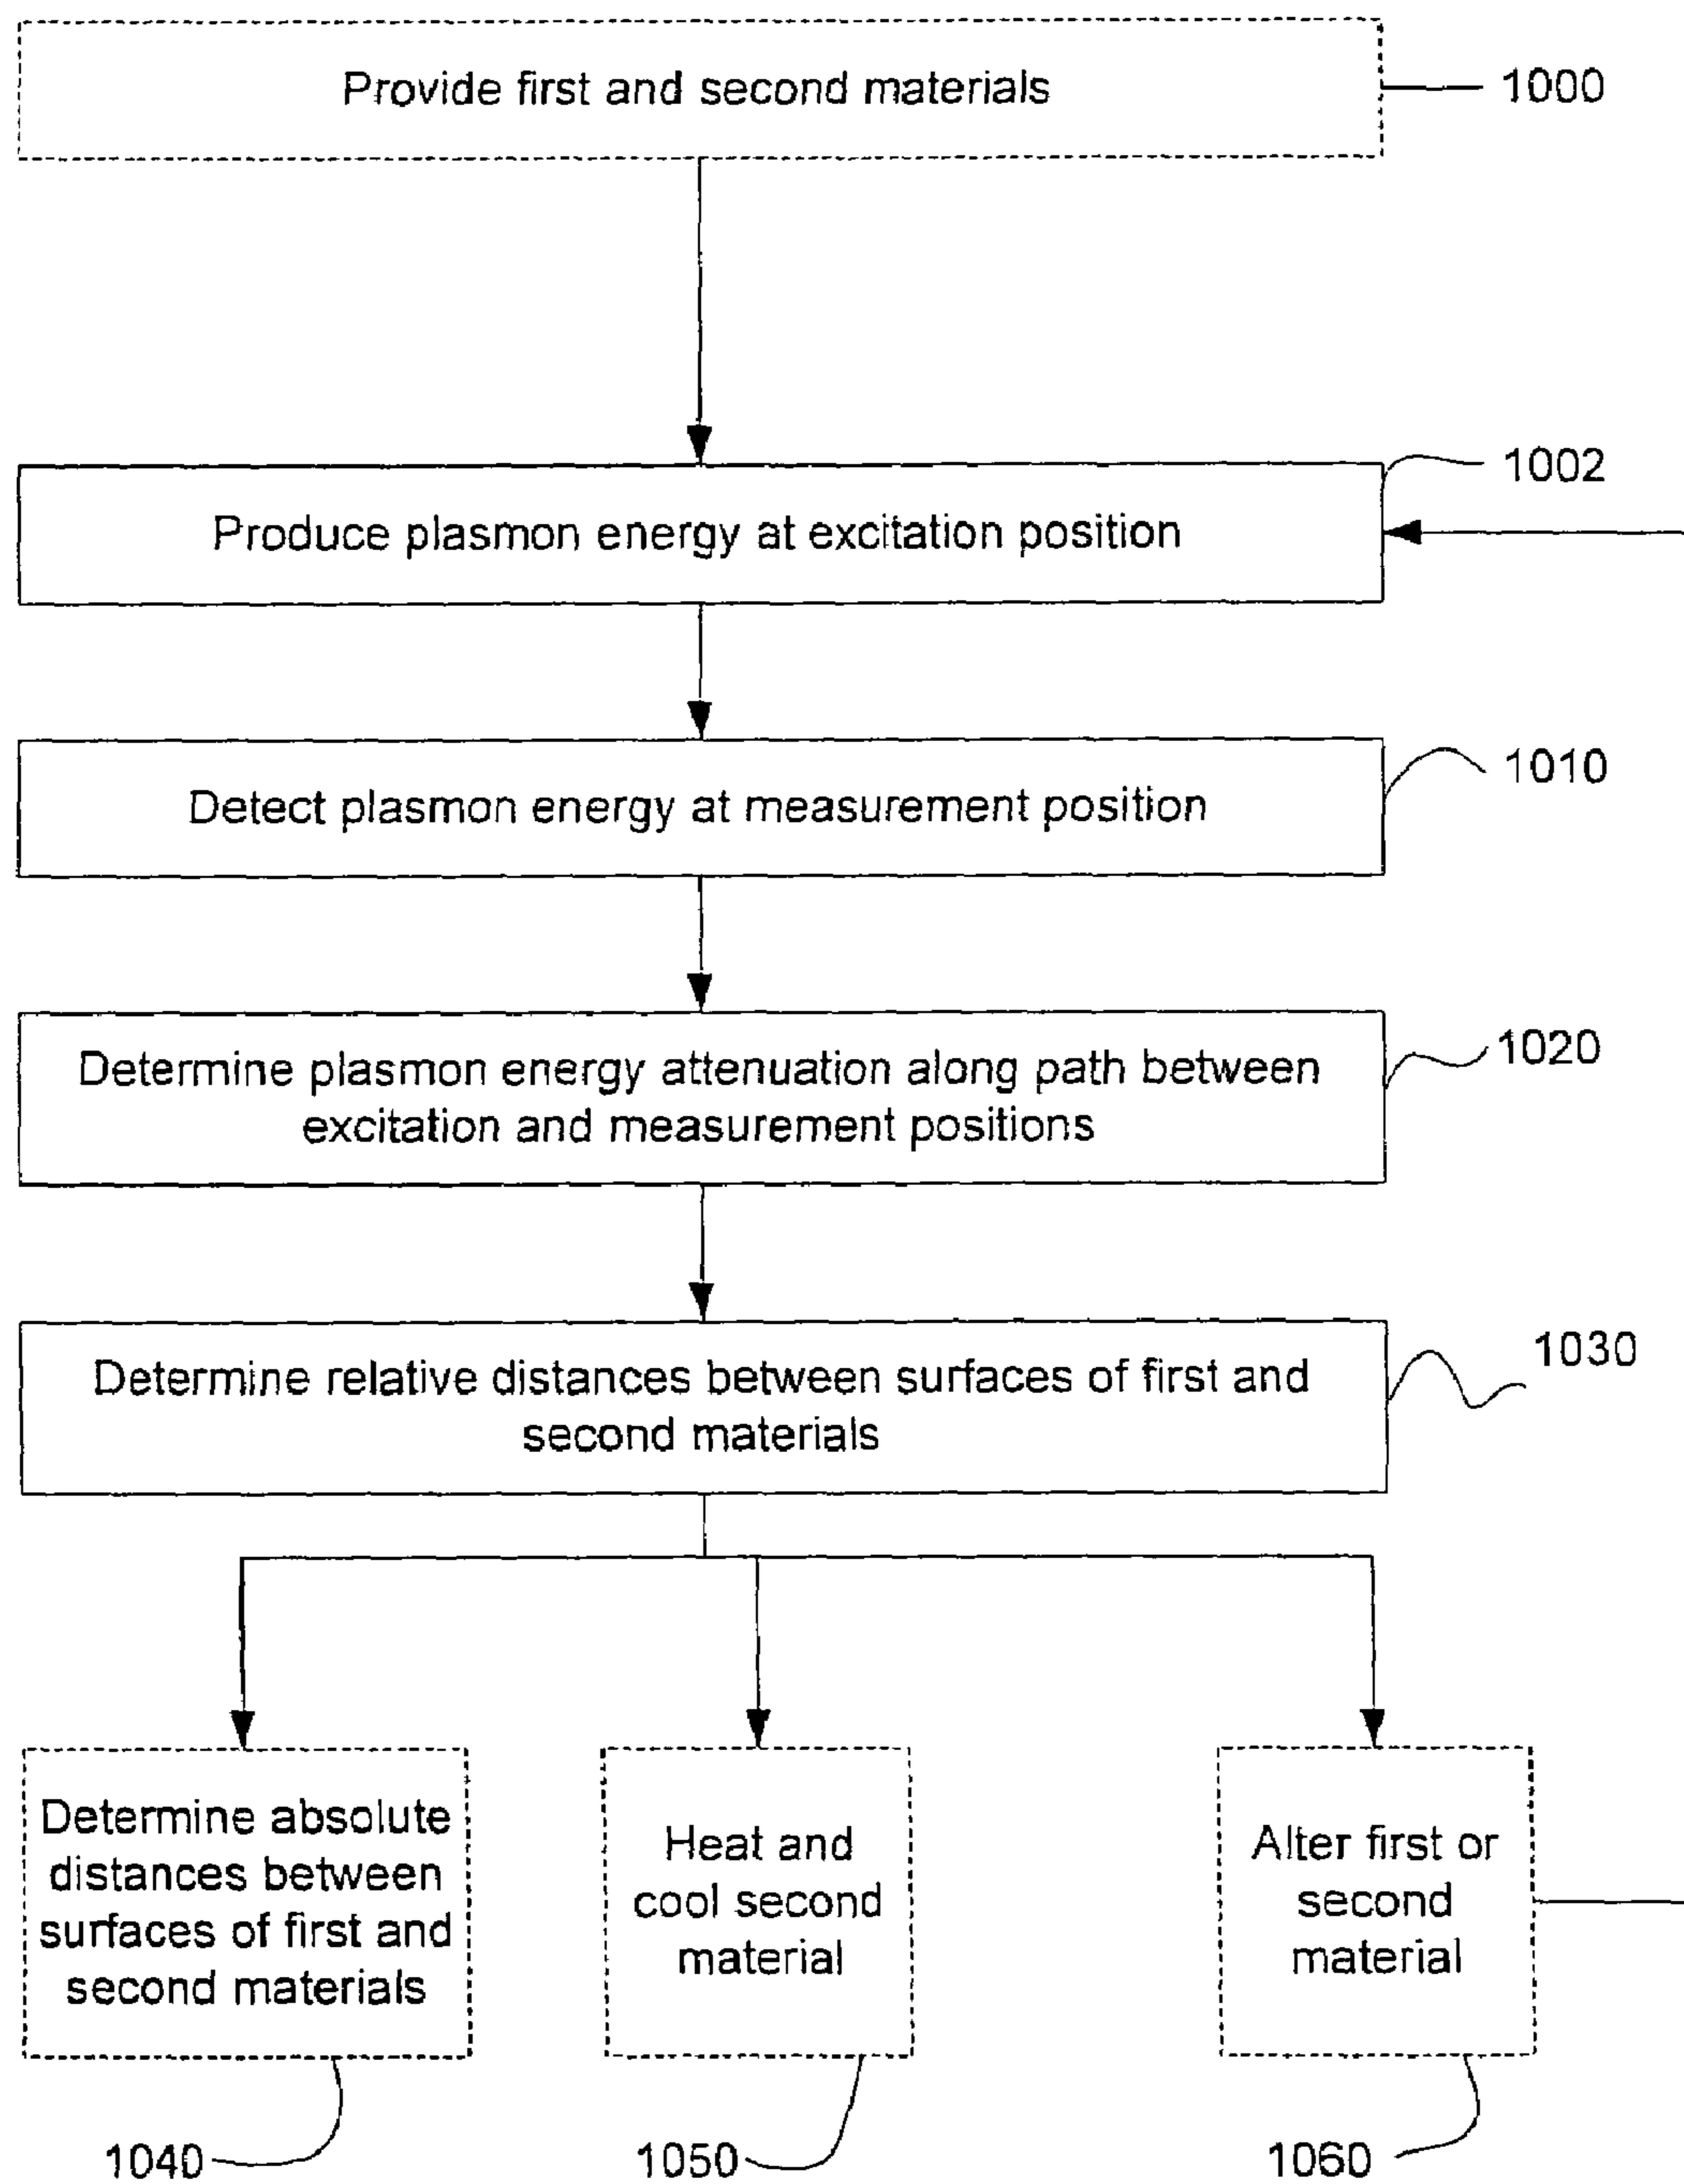 Provide first and second materials
1000
1002
Produce plasmon energy at excitation position
1010
Detect plasmon energy at measurement position
1020
Determine plasmon energy attenuation along path between
excitation and measurement positions
1030
Determine relative distances between surfaces of first and
second materials
Determine absolute
distances between
surfaces of first and
second materials
Heat and
cool second
material
Alter first or
second
material
1040
1050
1060